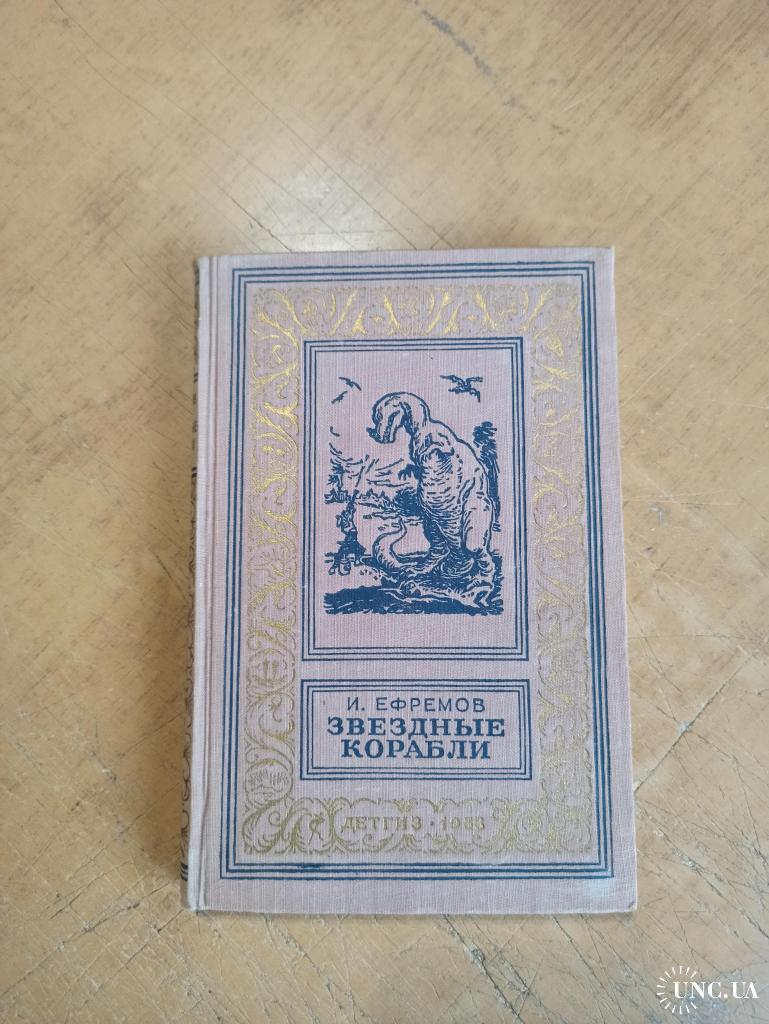 И. ЕФРЕМОВ
ЗВЕЗДНЫЕ
КОРАБЛИ
ДЕТГИЗ · 1953
UNC.UA